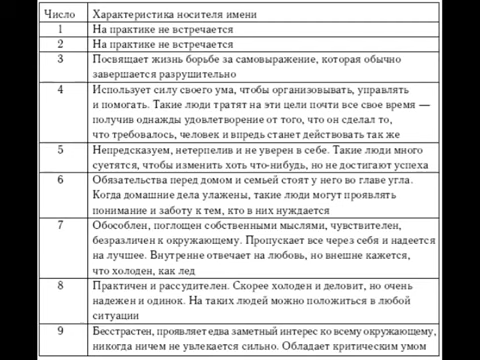 Число Характеристика носителя имени
1 На практике не встречается
2 На практике не встречается
3 Посвящает жизнь борьбе за самовыражение, которая обычно
завершается разрушительно
4 Использует силу своего ума, чтобы организовывать, управлять
и помогать. Такие люди тратят на эти цели почти все свое время —
получив однажды удовлетворение от того, что он сделал то,
что требовалось, человек и впредь станет действовать так же
5 Непредсказуем, нетерпелив и не уверен в себе. Такие люди много
суетятся, чтобы изменить хоть что-нибудь, но не достигают успеха
6 Обязательства перед домом и семьей стоят у него во главе угла.
Когда домашние дела улажены, такие люди могут проявлять
понимание и заботу к тем, кто в них нуждается
7 Обособлен, поглощен собственными мыслями, чувствителен,
безразличен к окружающему. Пропускает все через себя и надеется
на лучшее. Внутренне отвечает на любовь, но внешне кажется,
что холоден, как лед
8 Практичен и рассудителен. Скорее холоден и деловит, но очень
надежен и одинок. На таких людей можно положиться в любой
ситуации
9 Бесстрастен, проявляет едва заметный интерес ко всему окружающему,
никогда ничем не увлекается сильно. Обладает критическим умом